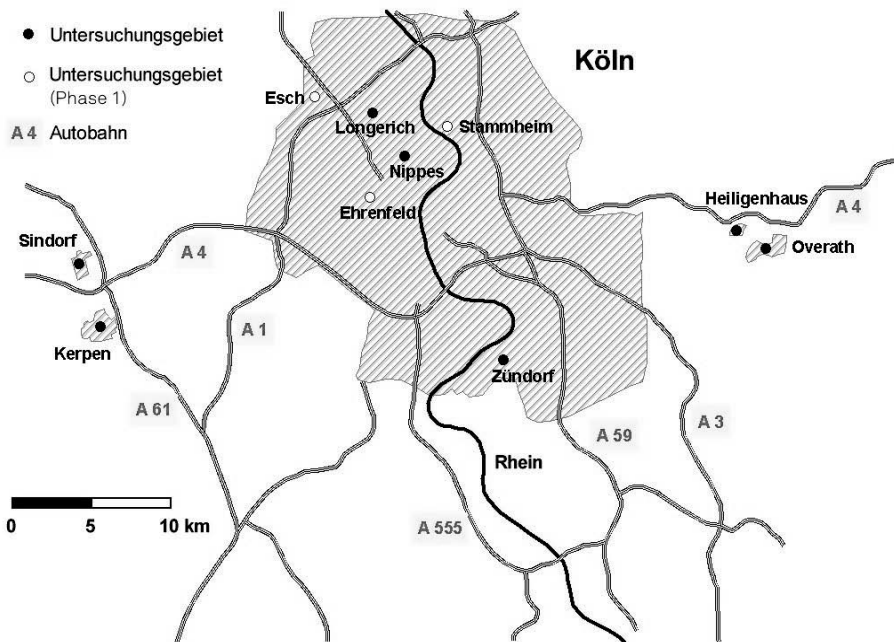 Untersuchungsgebiet
Untersuchungsgebiet
(Phase 1)
A 4 Autobahn
Köln
Esch
Longerich
Stammheim
Nippes
Ehrenfeld
Heiligenhaus
A 4
Overath
Sindorf
A 4
Kerpen
A 1
Zündorf
A 61
A 59
A 3
Rhein
A 555
0 5 10 km